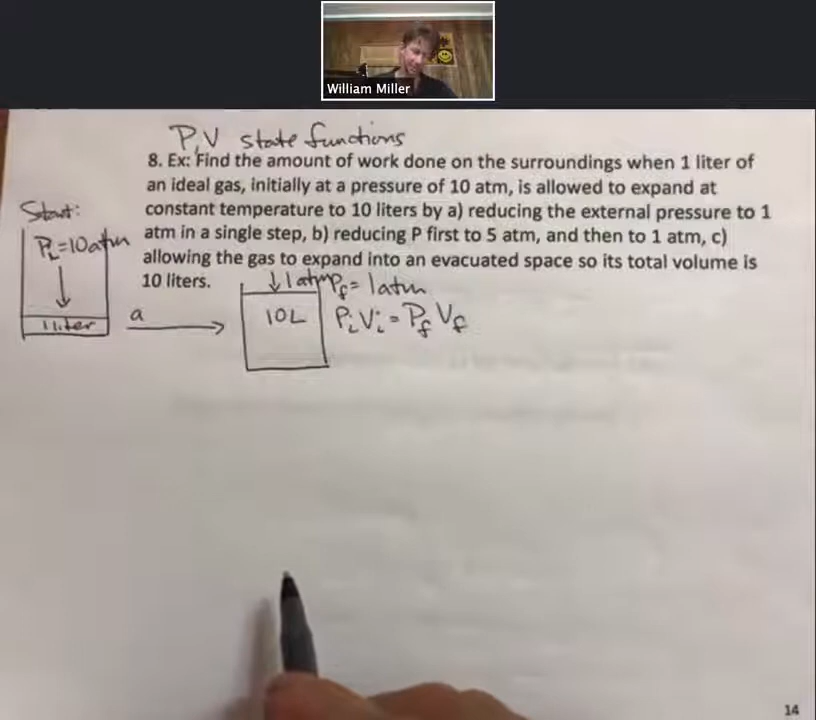 William Miller
P,V state functions
8. Ex: Find the amount of work done on the surroundings when 1 liter of
an ideal gas, initially at a pressure of 10 atm, is allowed to expand at
constant temperature to 10 liters by a) reducing the external pressure to 1
atm in a single step, b) reducing P first to 5 atm, and then to 1 atm, c)
allowing the gas to expand into an evacuated space so its total volume is
10 liters.
Start:
Pi=10atm
1 liter
a
↓1atm Pf=1atm
10L PiVi=PfVf
14